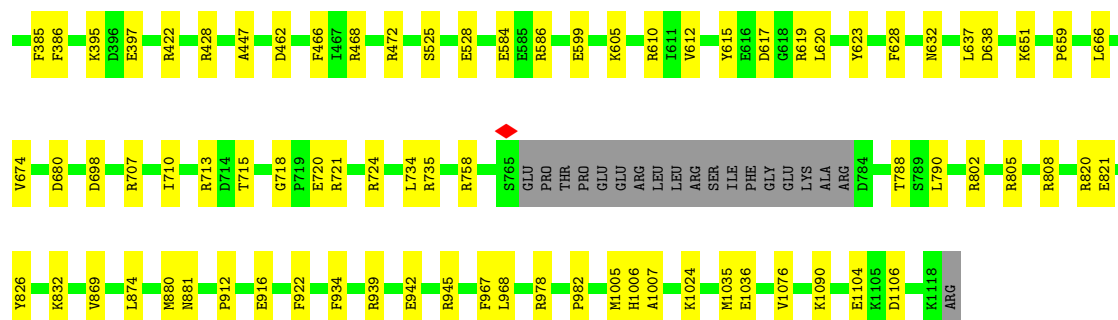 F385 F386 K395 D396 E397 R422 R428 A447 D462 F466 I467 R468 R472 S525 E528 E584 E585 R586 E599 K605 R610 I611 V612 Y615 E616 D617 G618 R619 L620 Y623 F628 N632 L637 D638 K651 P659 L666
V674 D680 D698 R707 I710 R713 D714 T715 G718 P719 E720 R721 R724 L734 R735 R758 S765 GLU PRO THR PRO GLU GLU ARG LEU LEU ARG SER ILE PHE GLY GLU LYS ALA ARG D784 T788 S789 L790 R802 R805 R808 R820 E821
Y826 K832 V869 L874 M880 N881 P912 E916 F922 F934 R939 E942 R945 F967 L968 R978 P982 M1005 H1006 A1007 K1024 M1035 E1036 V1076 K1090 E1104 K1105 D1106 K1118 ARG